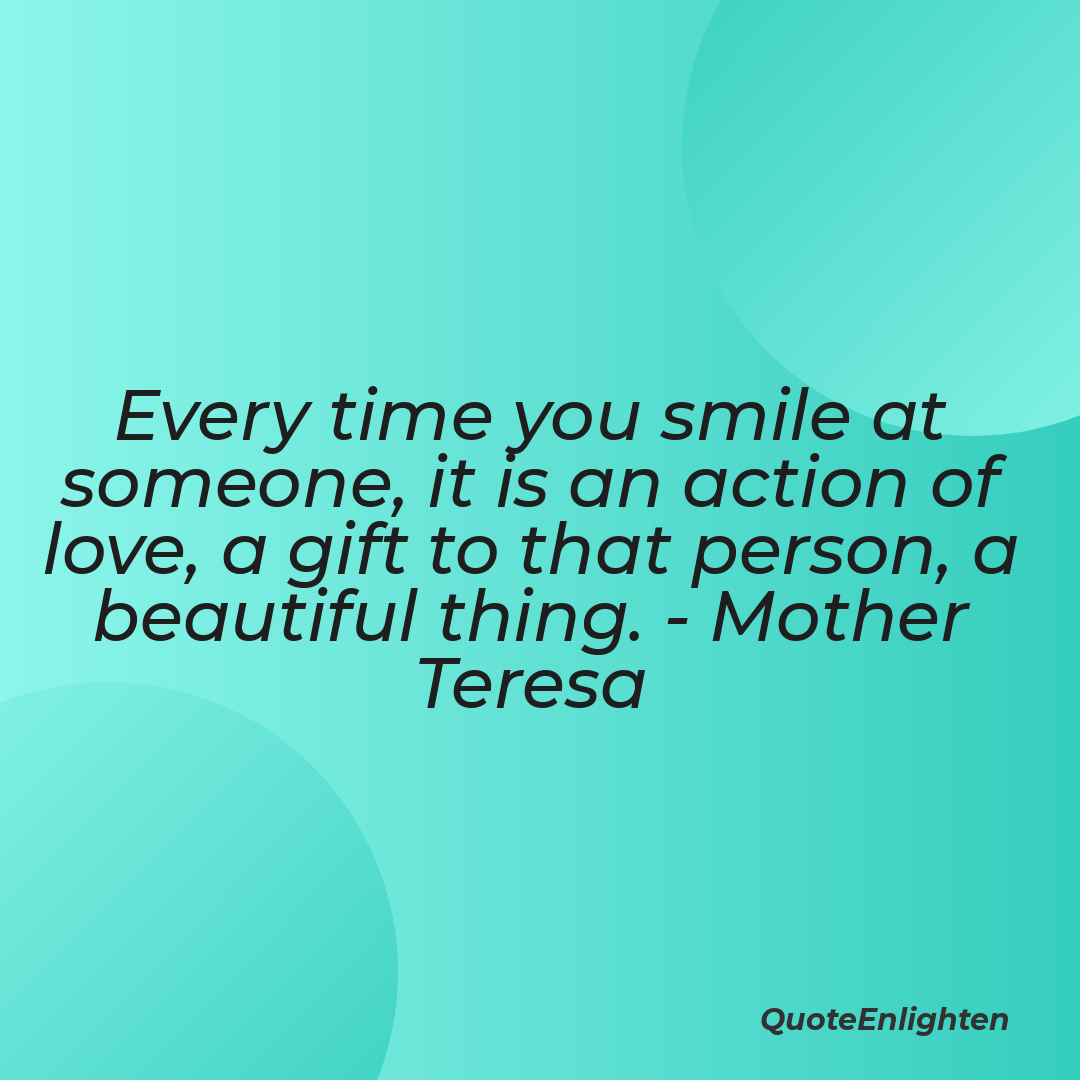 Every time you smile at
someone, it is an action of
love, a gift to that person, a
beautiful thing. - Mother
Teresa
QuoteEnlighten